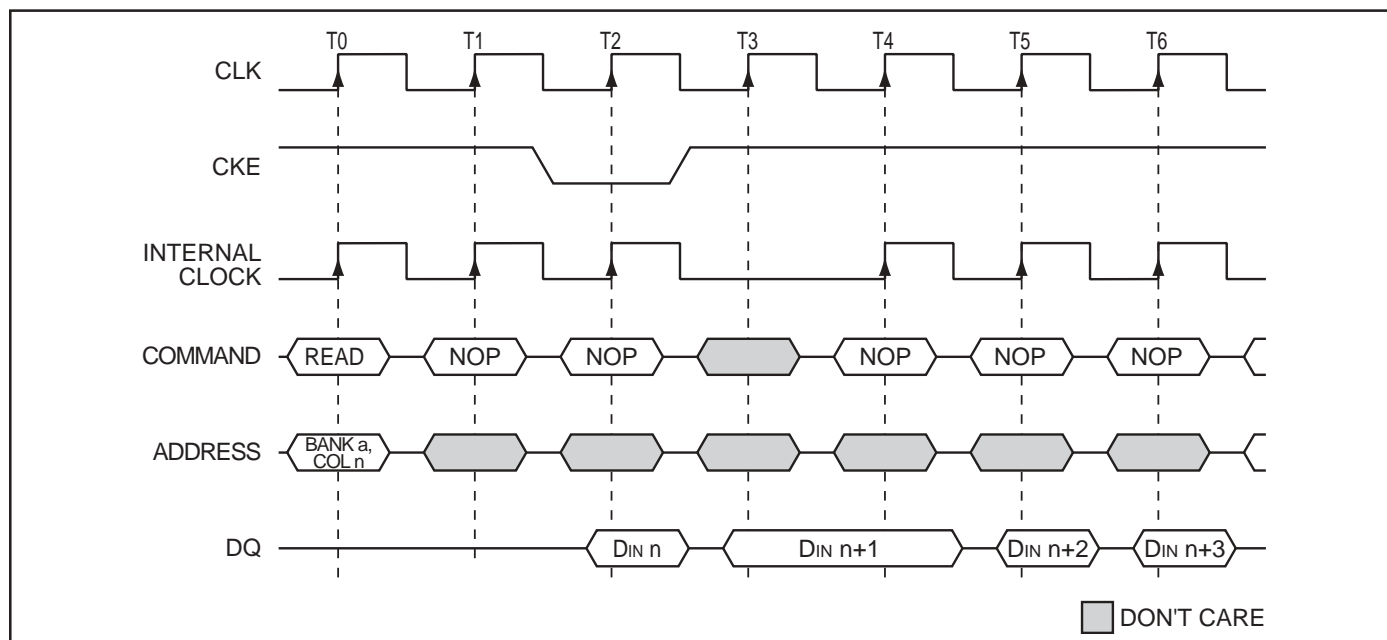 T0 T1 T2 T3 T4 T5 T6
CLK
CKE
INTERNAL
CLOCK
COMMAND READ NOP NOP NOP NOP NOP
ADDRESS BANK a,
COL n
DQ DIN n DIN n+1 DIN n+2 DIN n+3
DON'T CARE